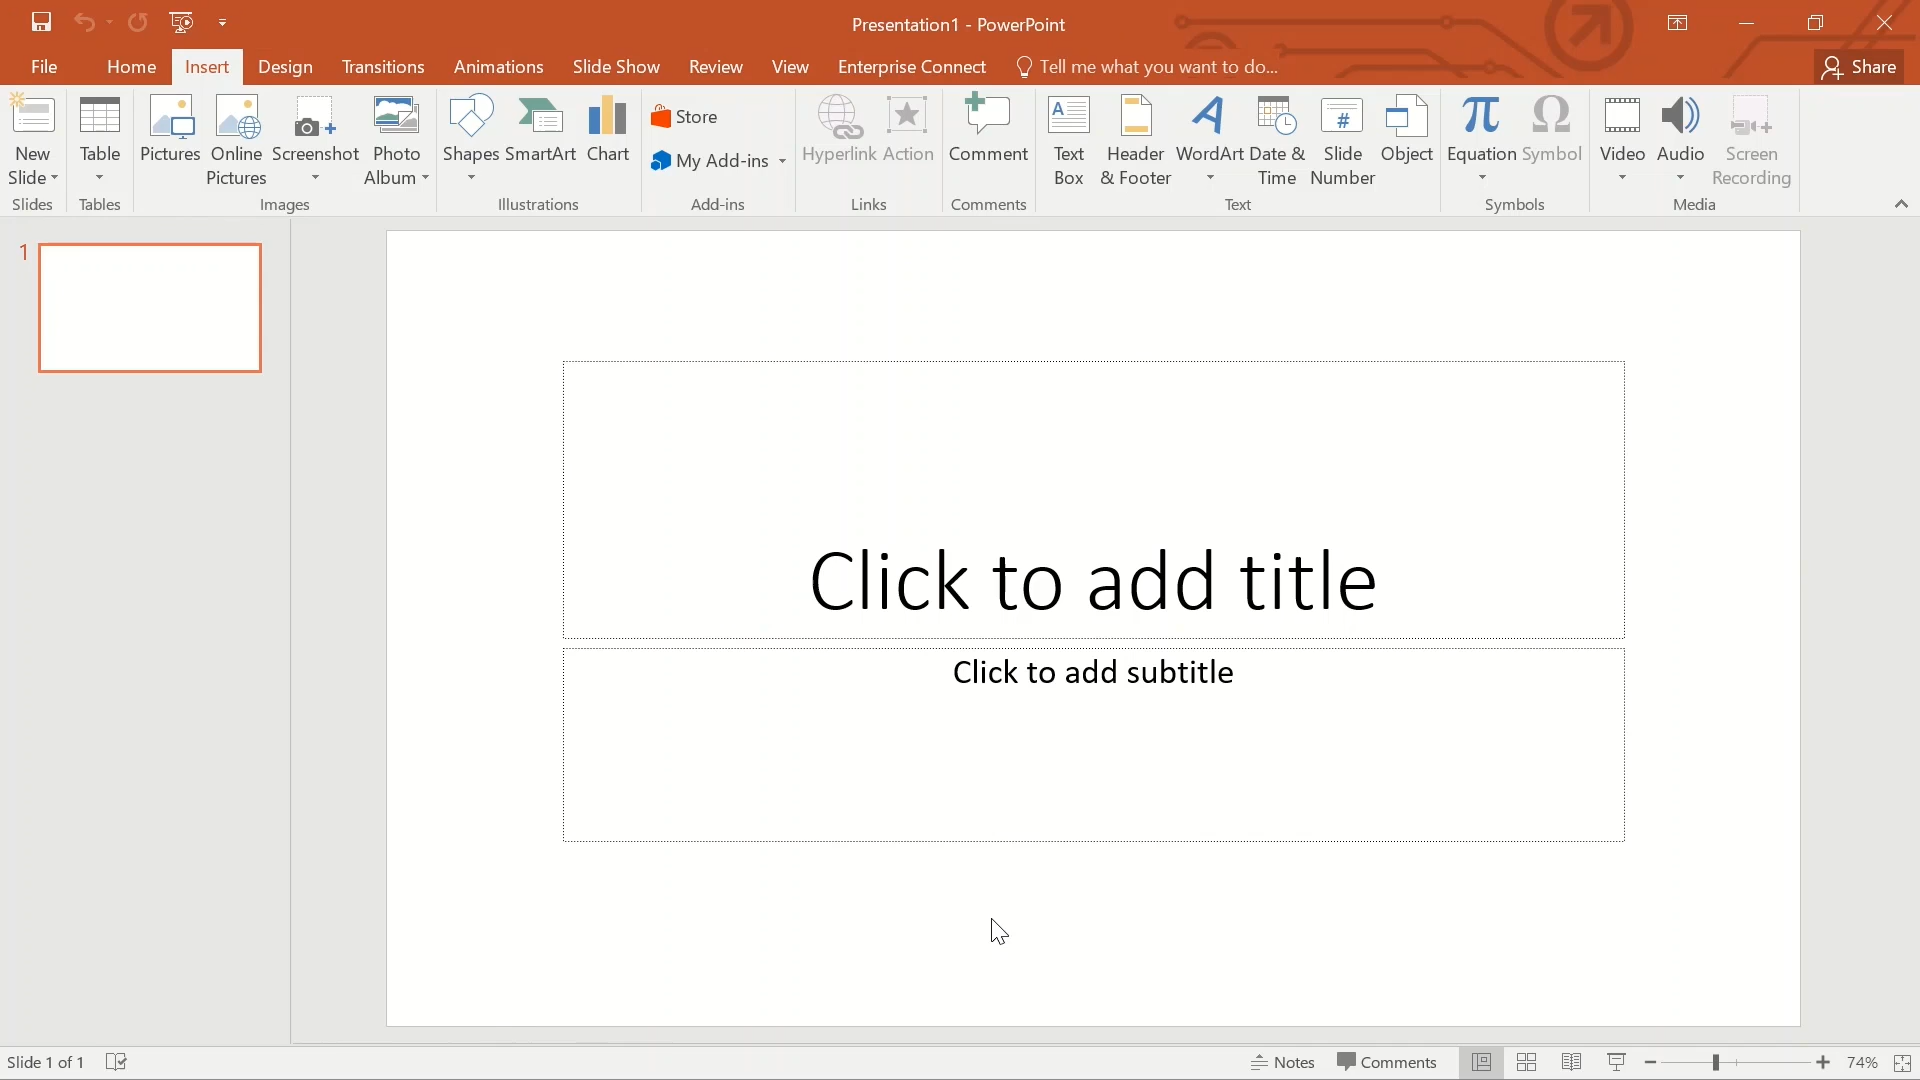 Presentation1 - PowerPoint
File Home Insert Design Transitions Animations Slide Show Review View Enterprise Connect Tell me what you want to do... Share
New Slide
Table
Pictures
Online Pictures
Screenshot
Photo Album
Shapes
SmartArt
Chart
Store
My Add-ins
Hyperlink
Action
Comment
Text Box
Header & Footer
WordArt
Date & Time
Slide Number
Object
Equation
Symbol
Video
Audio
Screen Recording
Slides Tables Images Illustrations Add-ins Links Comments Text Symbols Media
1
Click to add title
Click to add subtitle
Slide 1 of 1 Notes Comments 74%